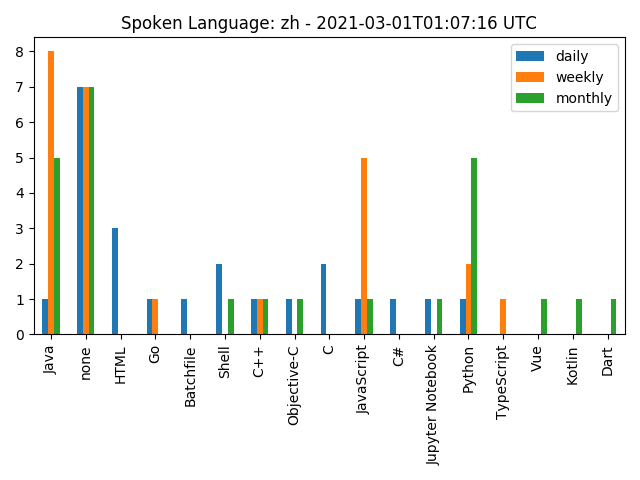 Spoken Language: zh - 2021-03-01T01:07:16 UTC
daily
weekly
monthly
8
7
6
5
4
3
2
1
0
Java
none
HTML
Go
Batchfile
Shell
C++
Objective-C
C
JavaScript
C#
Jupyter Notebook
Python
TypeScript
Vue
Kotlin
Dart